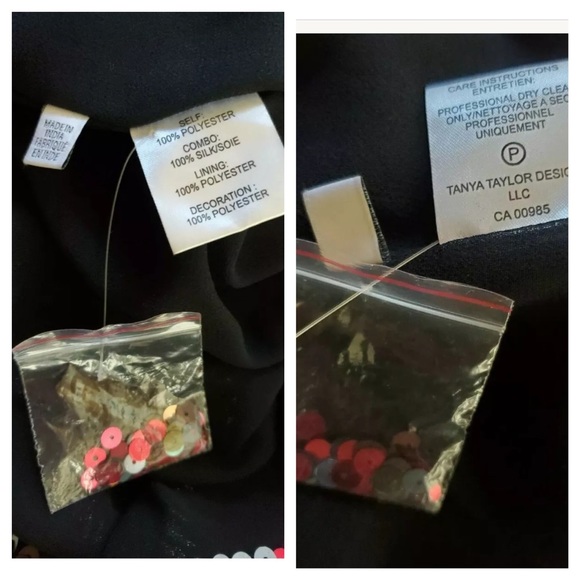 MADE IN
INDIA
FABRIQUÉ
EN INDE
SELF
100% POLYESTER
COMBO:
100% SILK/SOIE
LINING:
100% POLYESTER
DECORATION :
100% POLYESTER
CARE INSTRUCTIONS
ENTRETIEN:
PROFESSIONAL DRY CLEA
ONLY/NETTOYAGE A SEC
PROFESSIONNEL
UNIQUEMENT
P
TANYA TAYLOR DESIG
LLC
CA 00985